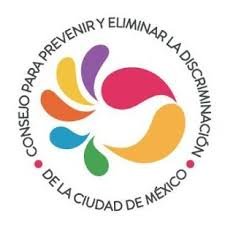 CONSEJO PARA PREVENIR Y ELIMINAR LA DISCRIMINACIÓN
DE LA CIUDAD DE MÉXICO